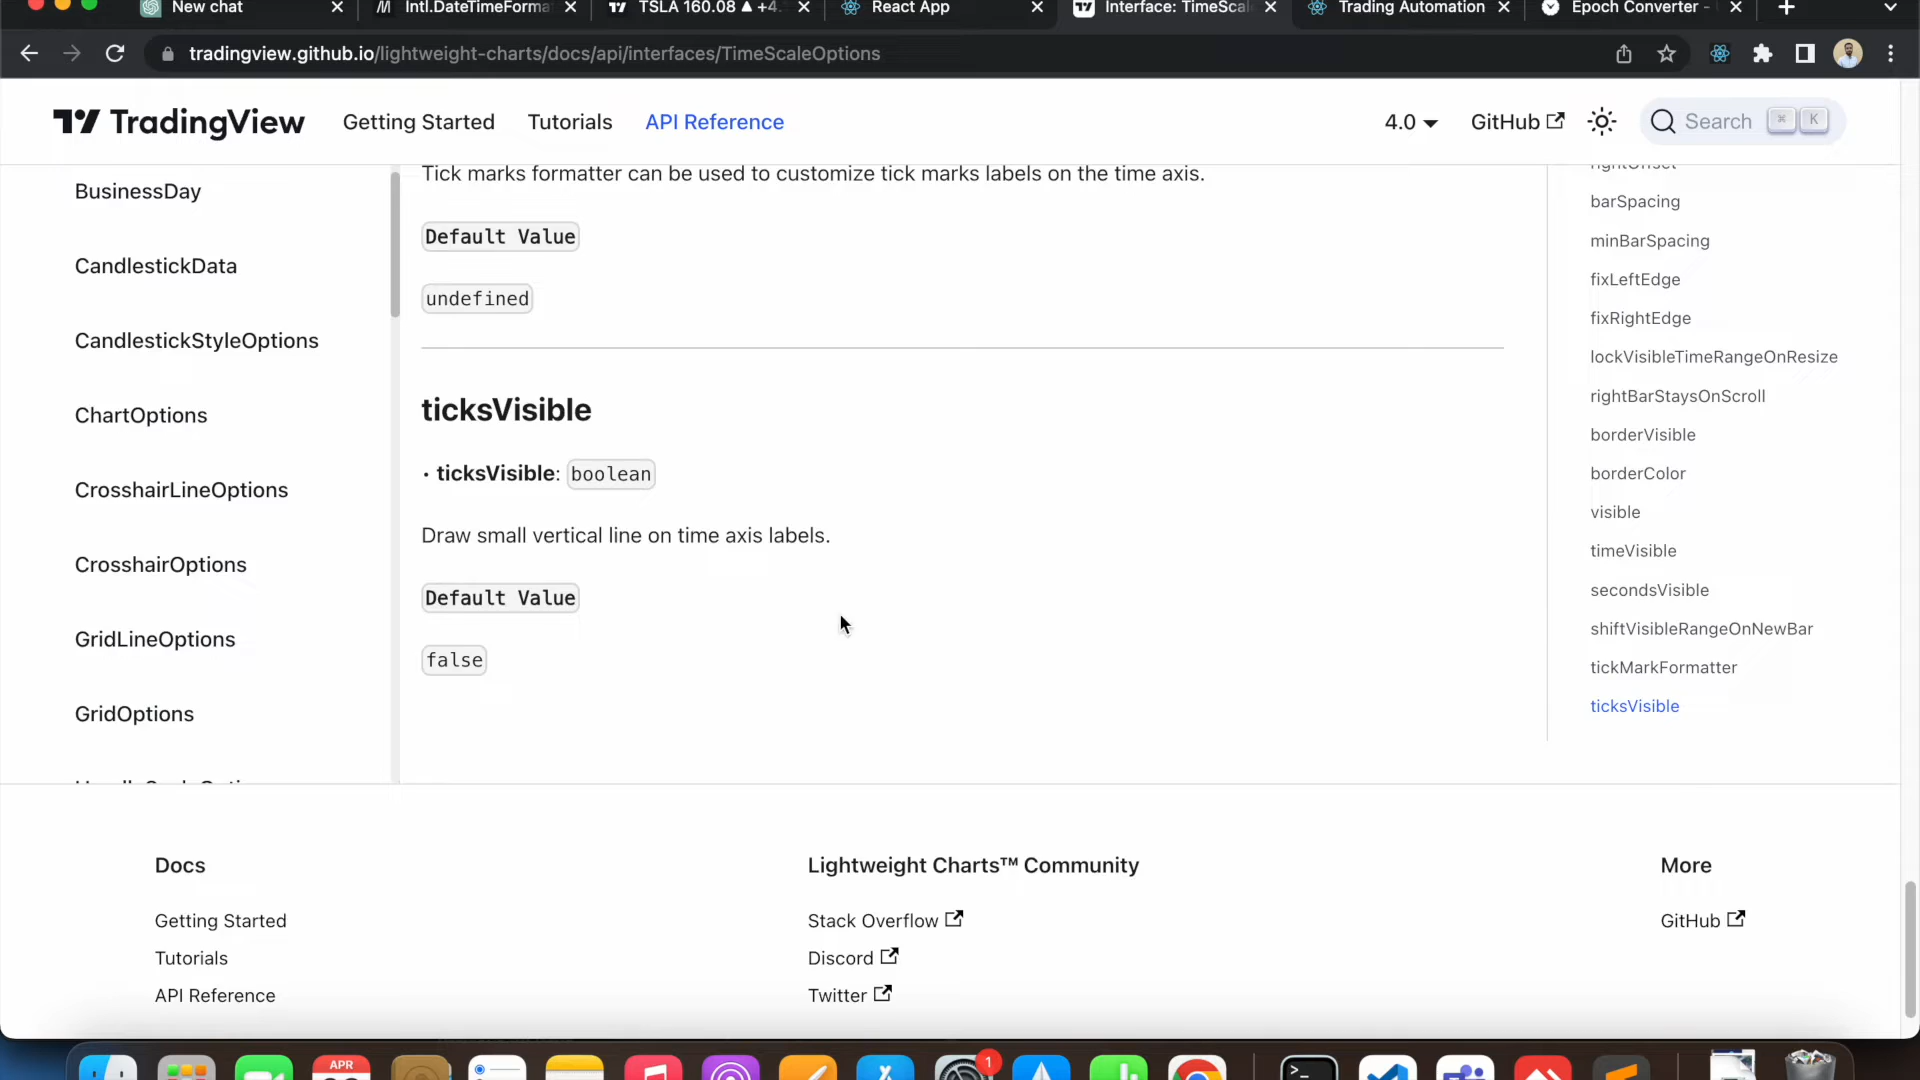 New chat
Intl.DateTimeForma
TSLA 160.08 ▲ +4.
React App
Interface: TimeScal
Trading Automation
Epoch Converter -
tradingview.github.io/lightweight-charts/docs/api/interfaces/TimeScaleOptions
TradingView
Getting Started
Tutorials
API Reference
4.0
GitHub
Search
⌘ K
BusinessDay
CandlestickData
CandlestickStyleOptions
ChartOptions
CrosshairLineOptions
CrosshairOptions
GridLineOptions
GridOptions
Tick marks formatter can be used to customize tick marks labels on the time axis.
Default Value
undefined
ticksVisible
• ticksVisible: boolean
Draw small vertical line on time axis labels.
Default Value
false
rightOffset
barSpacing
minBarSpacing
fixLeftEdge
fixRightEdge
lockVisibleTimeRangeOnResize
rightBarStaysOnScroll
borderVisible
borderColor
visible
timeVisible
secondsVisible
shiftVisibleRangeOnNewBar
tickMarkFormatter
ticksVisible
Docs
Getting Started
Tutorials
API Reference
Lightweight Charts™ Community
Stack Overflow
Discord
Twitter
More
GitHub
APR
1